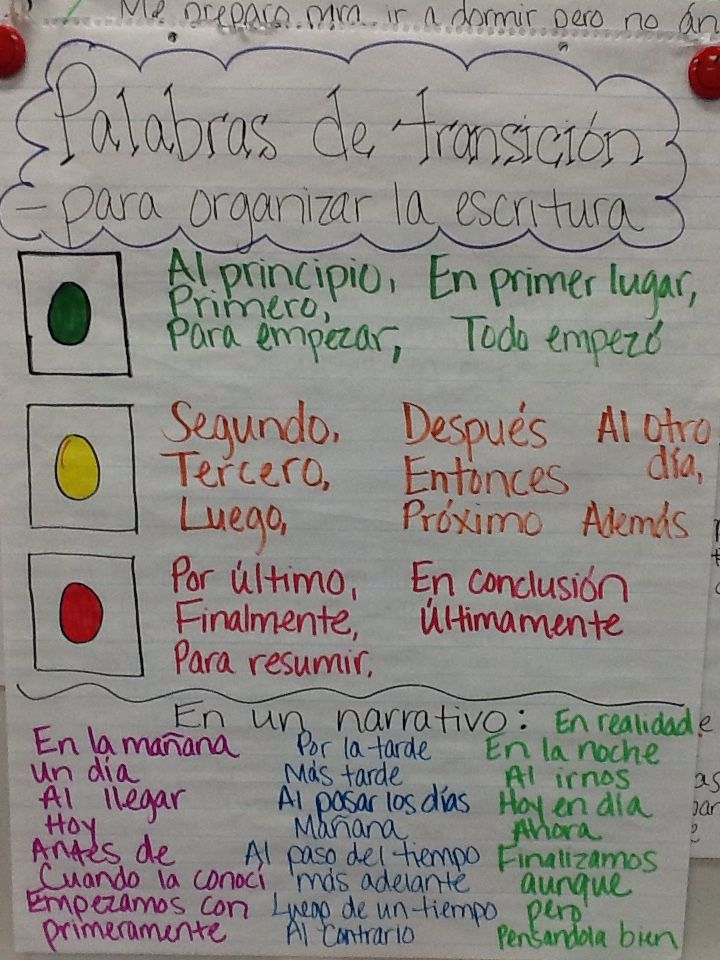 Me preparo para ir a dormir pero no
Palabras de transición
- para organizar la escritura
Al principio, En primer lugar,
Primero,
Para empezar, Todo empezó
Segundo, Después Al otro día,
Tercero, Entonces
Luego, Próximo Además
Por último, En conclusión
Finalmente, últimamente
Para resumir,
En un narrativo: En realidad
En la mañana Por la tarde En la noche
un día Más tarde Al irnos
Al llegar Al pasar los días Hoy en día
Hoy Mañana Ahora
Antes de Al paso del tiempo Finalizamos
Cuando la conocí más adelante aunque
Empezamos con Luego de un tiempo pero
primeramente Al contrario Pensandola bien